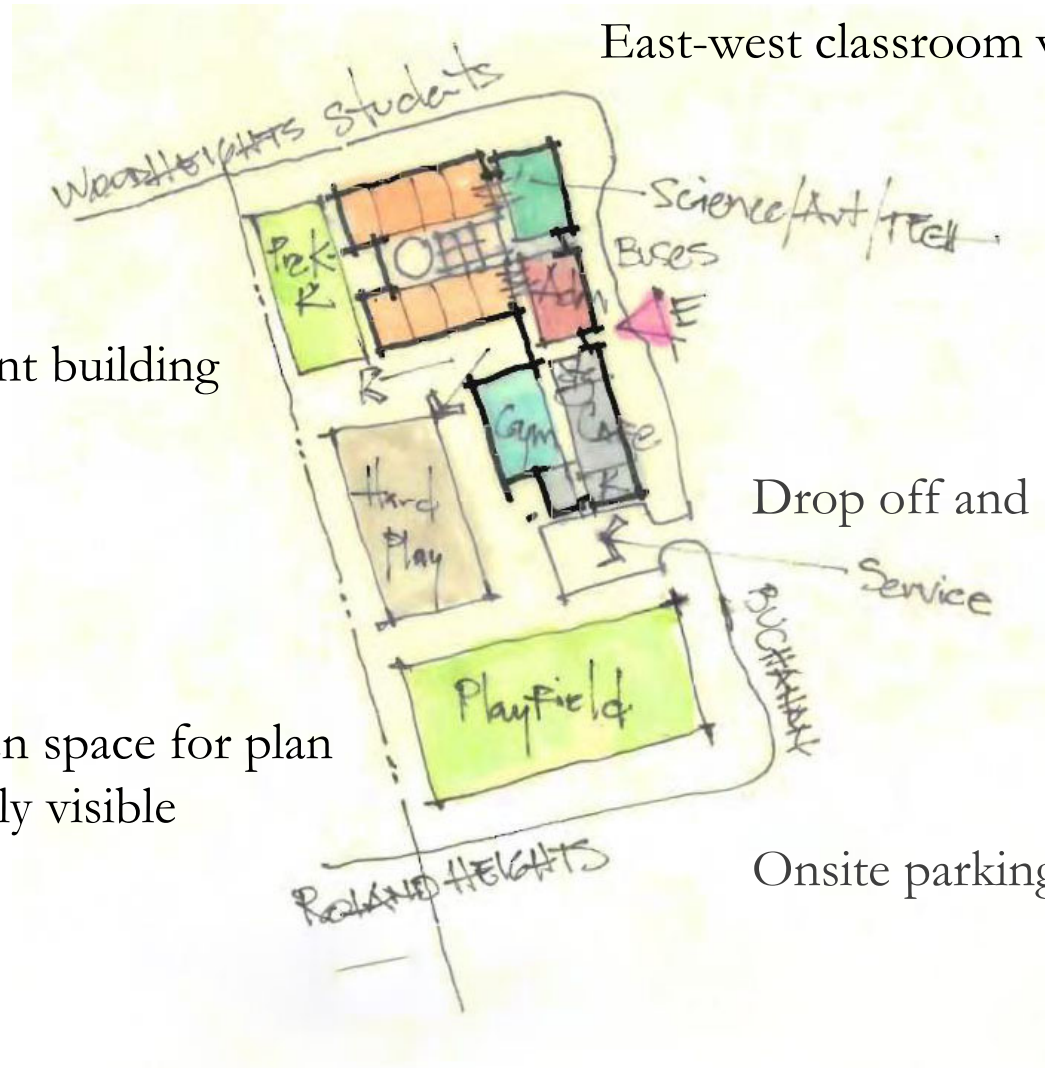 East-west classroom w
WOODHEIGHTS Students
Science/Art/TECH
PreK-
K
Buses
Adm
E
nt building
Gym
CAFE
K
Hard
Play
Drop off and
Service
BUCHANAN
PlayField
n space for plan
ly visible
ROLAND HEIGHTS
Onsite parking